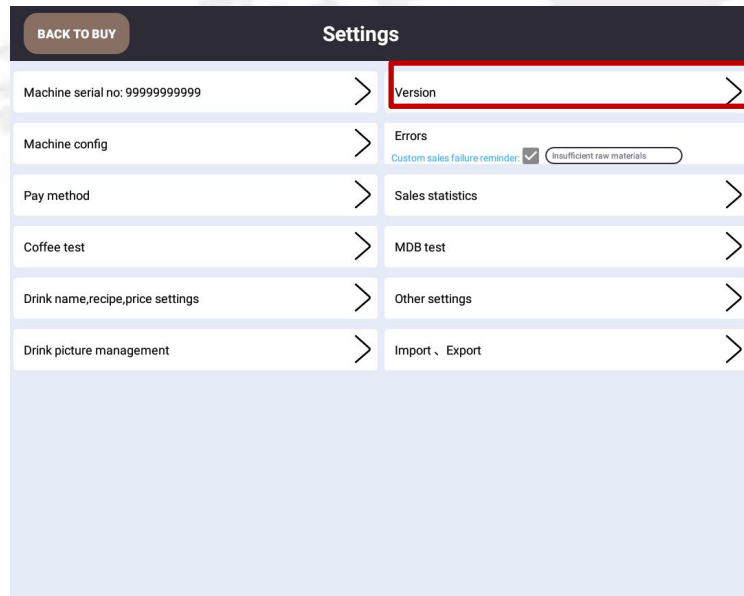 BACK TO BUY
Settings
Machine serial no: 99999999999
Version
Machine config
Errors
Custom sales failure reminder:
Insufficient raw materials
Pay method
Sales statistics
Coffee test
MDB test
Drink name,recipe,price settings
Other settings
Drink picture management
Import 、Export